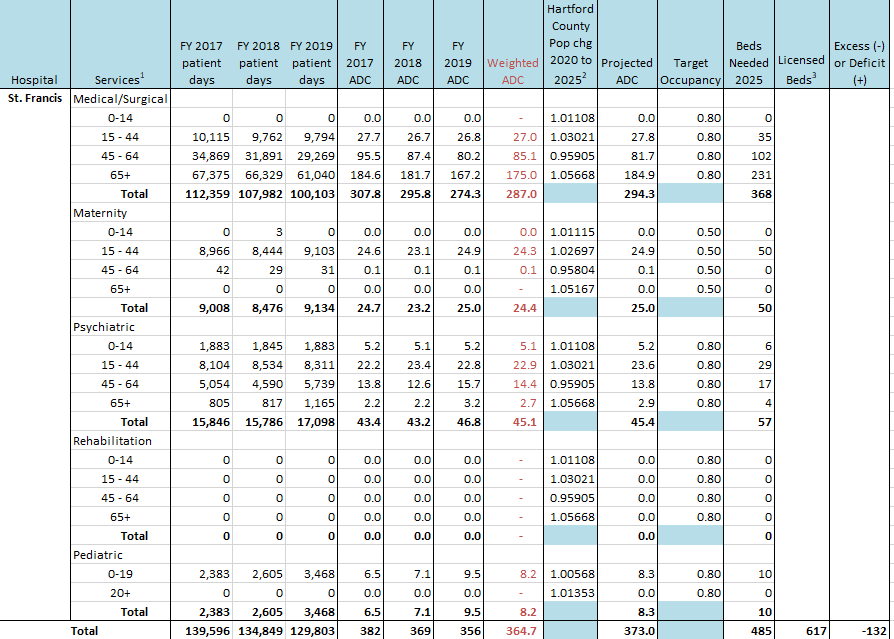 Hospital Services1 FY 2017 patient days FY 2018 patient days FY 2019 patient days FY 2017 ADC FY 2018 ADC FY 2019 ADC Weighted ADC Hartford County Pop chg 2020 to 20252 Projected ADC Target Occupancy Beds Needed 2025 Licensed Beds3 Excess (-) or Deficit (+)
St. Francis Medical/Surgical
0-14 0 0 0 0.0 0.0 0.0 - 1.01108 0.0 0.80 0
15 - 44 10,115 9,762 9,794 27.7 26.7 26.8 27.0 1.03021 27.8 0.80 35
45 - 64 34,869 31,891 29,269 95.5 87.4 80.2 85.1 0.95905 81.7 0.80 102
65+ 67,375 66,329 61,040 184.6 181.7 167.2 175.0 1.05668 184.9 0.80 231
Total 112,359 107,982 100,103 307.8 295.8 274.3 287.0 294.3 368
Maternity
0-14 0 3 0 0.0 0.0 0.0 0.0 1.01115 0.0 0.50 0
15 - 44 8,966 8,444 9,103 24.6 23.1 24.9 24.3 1.02697 24.9 0.50 50
45 - 64 42 29 31 0.1 0.1 0.1 0.1 0.95804 0.1 0.50 0
65+ 0 0 0 0.0 0.0 0.0 - 1.05167 0.0 0.50 0
Total 9,008 8,476 9,134 24.7 23.2 25.0 24.4 25.0 50
Psychiatric
0-14 1,883 1,845 1,883 5.2 5.1 5.2 5.1 1.01108 5.2 0.80 6
15 - 44 8,104 8,534 8,311 22.2 23.4 22.8 22.9 1.03021 23.6 0.80 29
45 - 64 5,054 4,590 5,739 13.8 12.6 15.7 14.4 0.95905 13.8 0.80 17
65+ 805 817 1,165 2.2 2.2 3.2 2.7 1.05668 2.9 0.80 4
Total 15,846 15,786 17,098 43.4 43.2 46.8 45.1 45.4 57
Rehabilitation
0-14 0 0 0 0.0 0.0 0.0 - 1.01108 0.0 0.80 0
15 - 44 0 0 0 0.0 0.0 0.0 - 1.03021 0.0 0.80 0
45 - 64 0 0 0 0.0 0.0 0.0 - 0.95905 0.0 0.80 0
65+ 0 0 0 0.0 0.0 0.0 - 1.05668 0.0 0.80 0
Total 0 0 0 0.0 0.0 0.0 - 0.0 0
Pediatric
0-19 2,383 2,605 3,468 6.5 7.1 9.5 8.2 1.00568 8.3 0.80 10
20+ 0 0 0 0.0 0.0 0.0 - 1.01353 0.0 0.80 0
Total 2,383 2,605 3,468 6.5 7.1 9.5 8.2 8.3 10
Total 139,596 134,849 129,803 382 369 356 364.7 373.0 485 617 -132